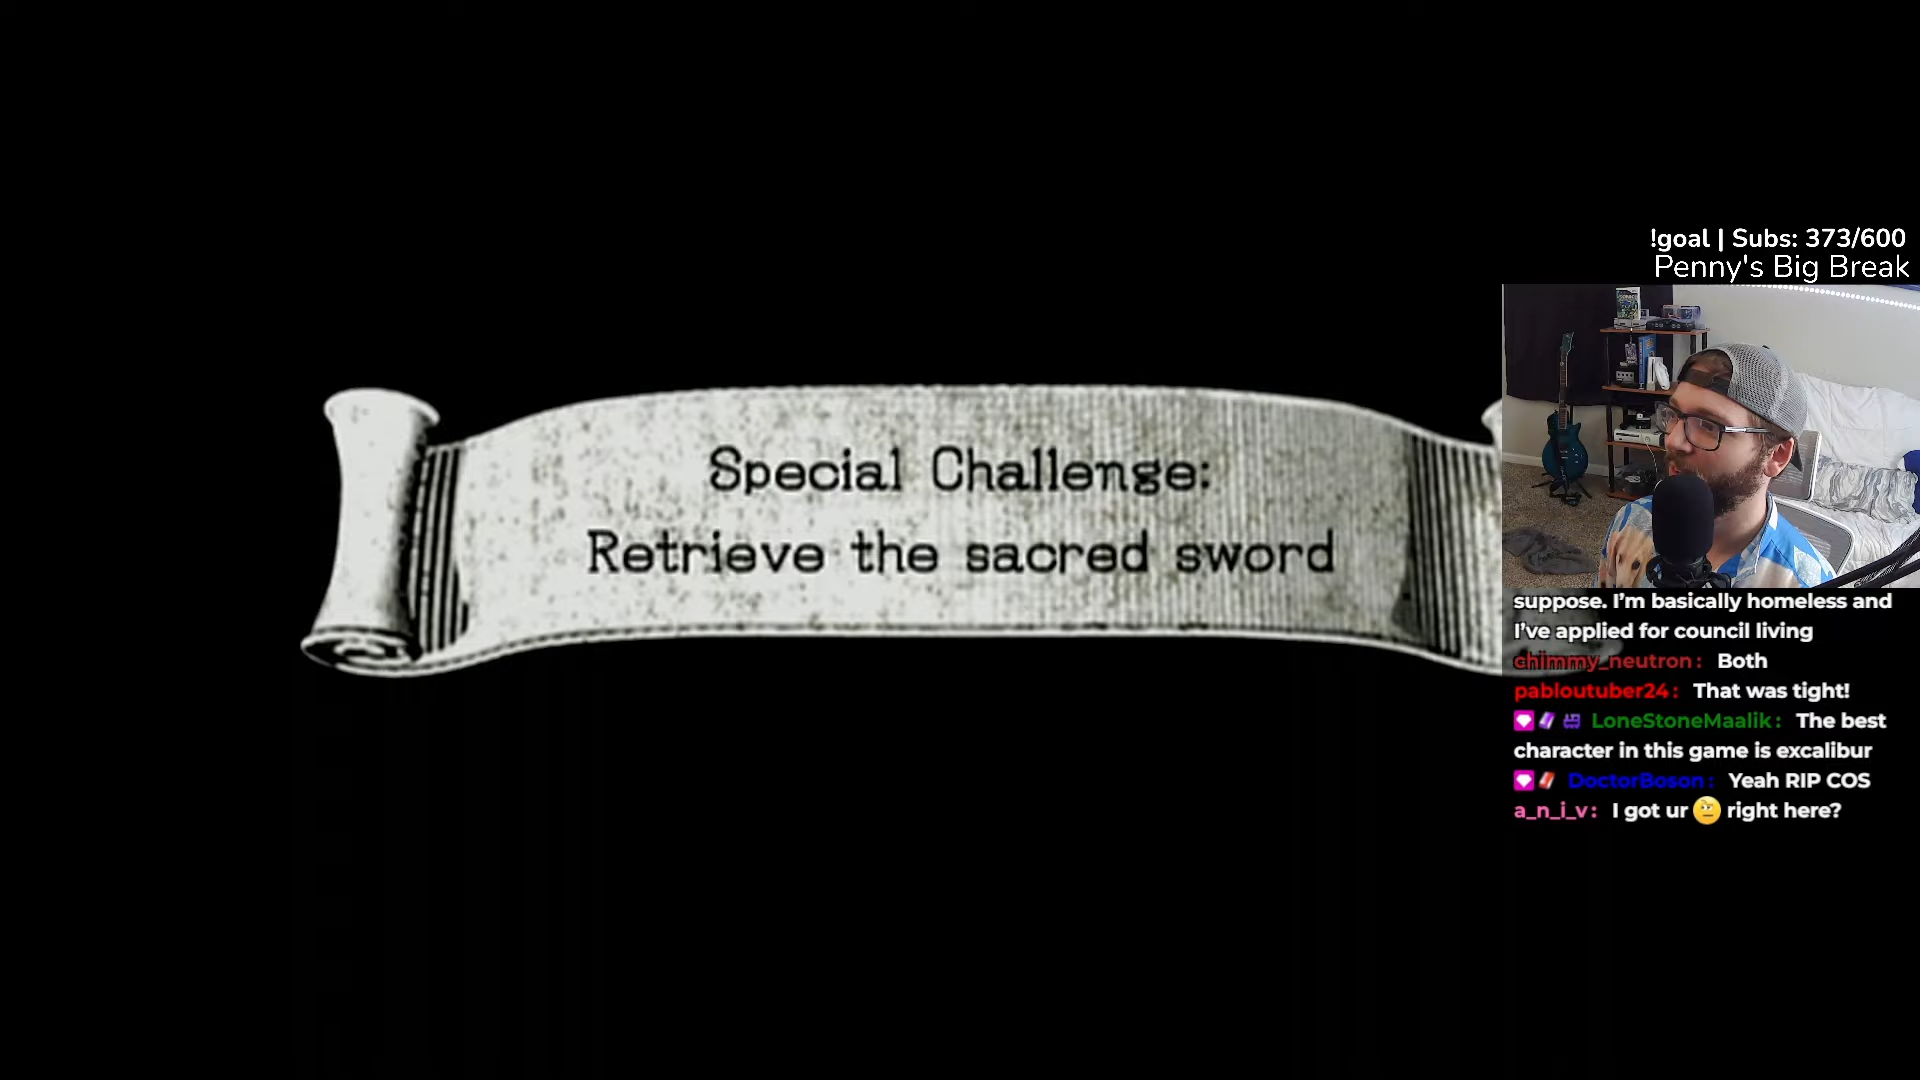 Special Challenge:
Retrieve the sacred sword
!goal | Subs: 373/600
Penny's Big Break
suppose. I'm basically homeless and
I've applied for council living
chimmy_neutron: Both
pabloutuber24: That was tight!
LoneStoneMaalik: The best
character in this game is excalibur
DoctorBoson: Yeah RIP COS
a_n_i_v: I got ur 🤨 right here?